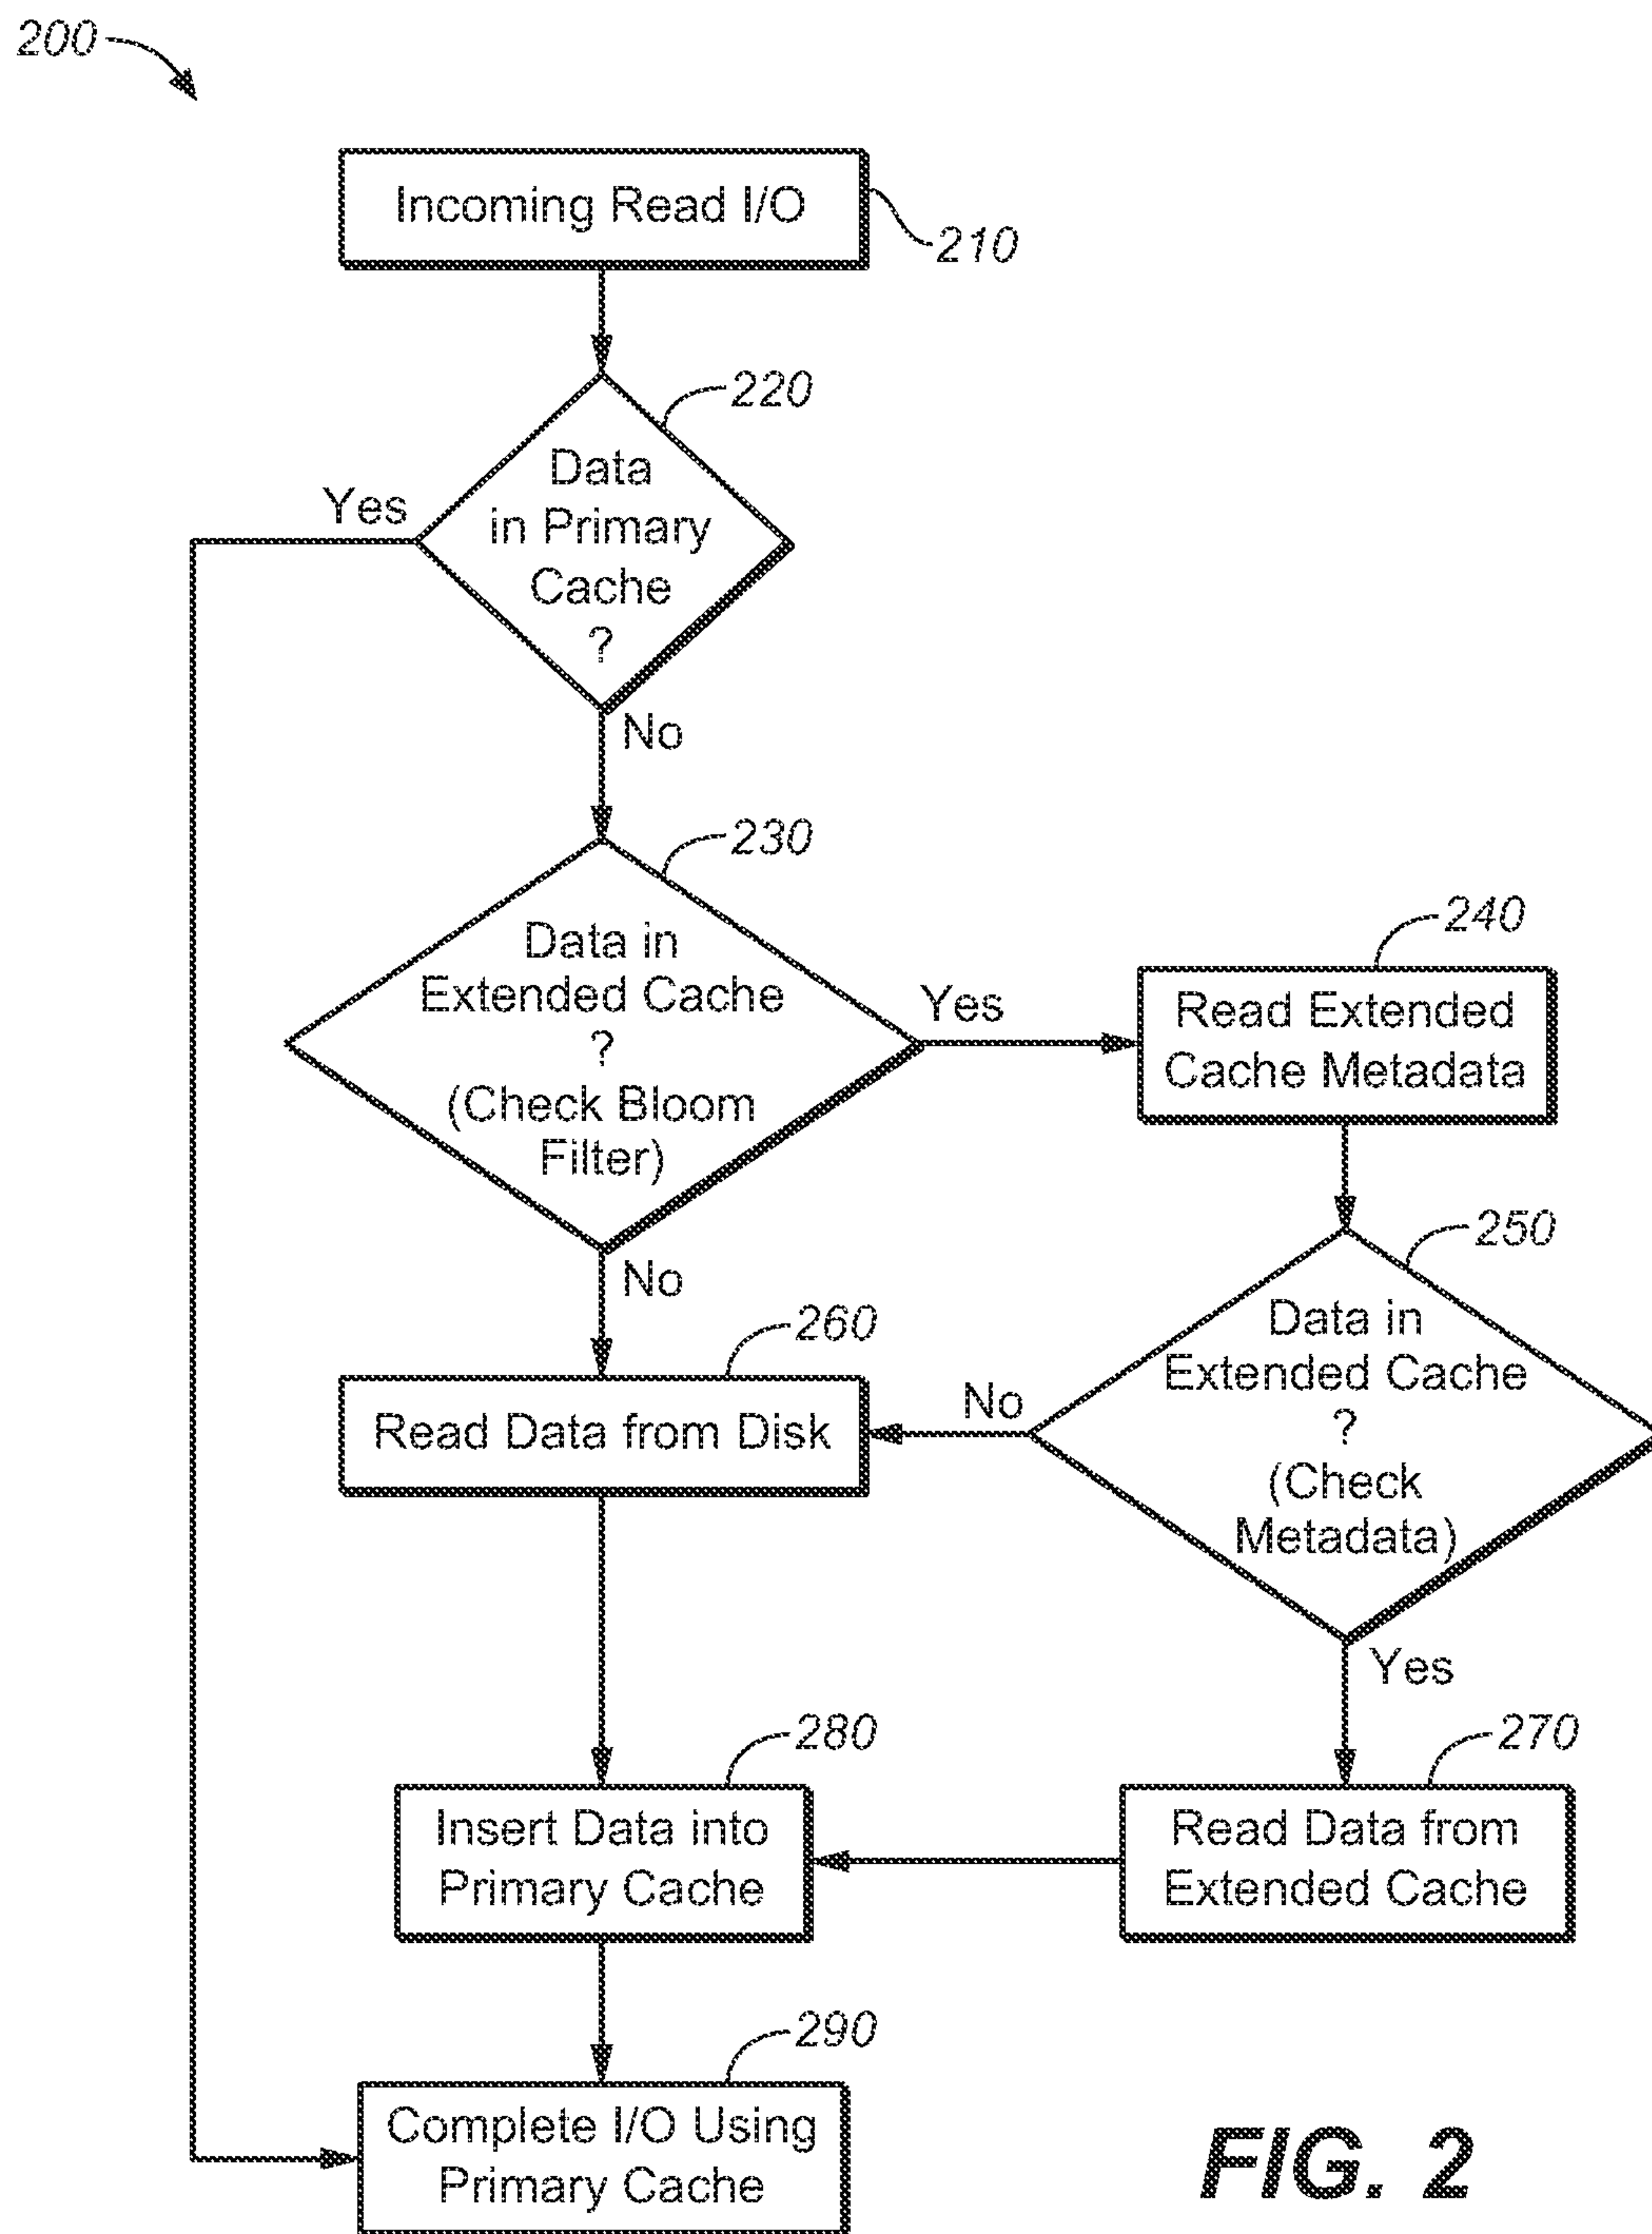 200
Incoming Read I/O
210
220
Data
in Primary
Cache
?
Yes
No
230
Data in
Extended Cache
?
(Check Bloom
Filter)
Yes
No
240
Read Extended
Cache Metadata
250
Data in
Extended Cache
?
(Check
Metadata)
No
Yes
260
Read Data from Disk
270
Read Data from
Extended Cache
280
Insert Data into
Primary Cache
290
Complete I/O Using
Primary Cache
FIG. 2